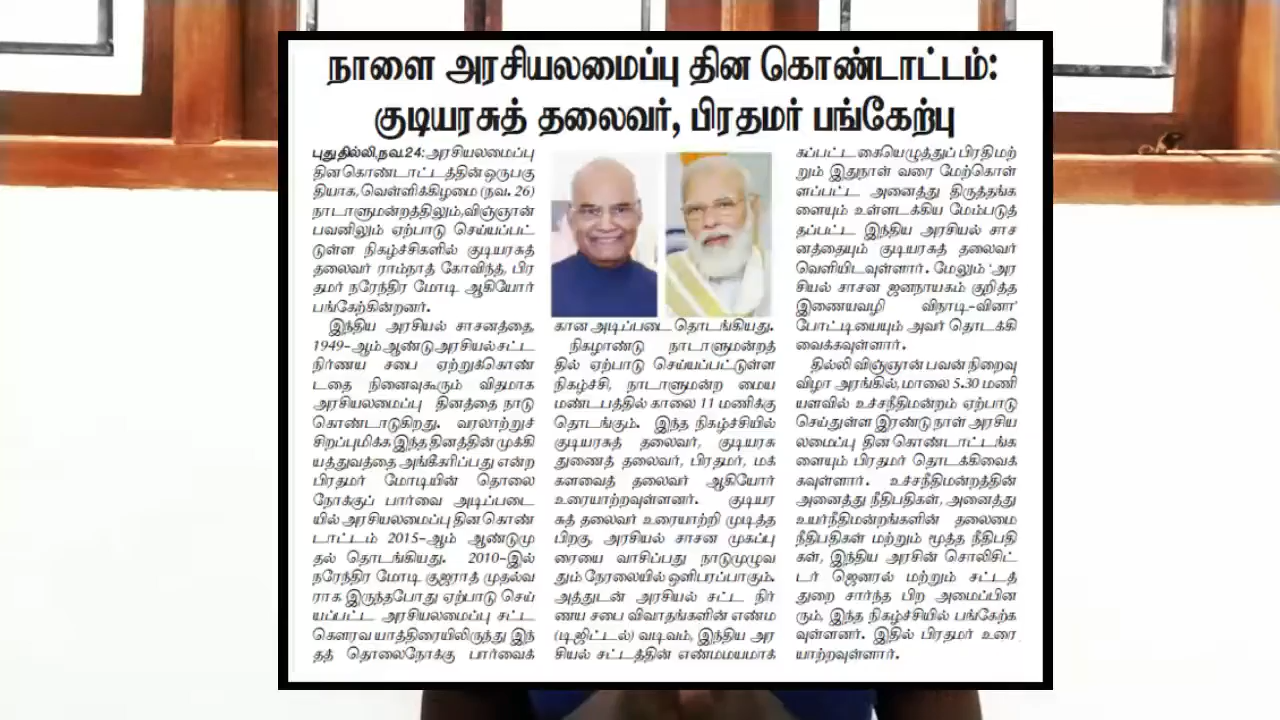 நாளை அரசியலமைப்பு தின கொண்டாட்டம்:
குடியரசுத் தலைவர், பிரதமர் பங்கேற்பு
புதுதில்லி,நவ.24:அரசியலமைப்பு
தின கொண்டாட்டத்தின் ஒருபகு
தியாக, வெள்ளிக்கிழமை (நவ. 26)
நாடாளுமன்றத்திலும்,விஞ்ஞான்
பவனிலும் ஏற்பாடு செய்யப்பட்
டுள்ள நிகழ்ச்சிகளில் குடியரசுத்
தலைவர் ராம்நாத் கோவிந்த், பிர
தமர் நரேந்திர மோடி ஆகியோர்
பங்கேற்கின்றனர்.
இந்திய அரசியல் சாசனத்தை,
1949-ஆம் ஆண்டு அரசியல் சட்ட
நிர்ணய சபை ஏற்றுக்கொண்
டதை நினைவுகூரும் விதமாக
அரசியலமைப்பு தினத்தை நாடு
கொண்டாடுகிறது. வரலாற்றுச்
சிறப்புமிக்க இந்த தினத்தின் முக்கி
யத்துவத்தை அங்கீகரிப்பது என்ற
பிரதமர் மோடியின் தொலை
நோக்குப் பார்வை அடிப்படை
யில் அரசியலமைப்பு தின கொண்
டாட்டம் 2015-ஆம் ஆண்டுமு
தல் தொடங்கியது. 2010-இல்
நரேந்திர மோடி குஜராத் முதல்வ
ராக இருந்தபோது ஏற்பாடு செய்
யப்பட்ட அரசியலமைப்பு சட்ட
கௌரவ யாத்திரையிலிருந்து இந்
தத் தொலைநோக்கு பார்வைக்
கான அடிப்படை தொடங்கியது.
நிகழாண்டு நாடாளுமன்றத்
தில் ஏற்பாடு செய்யப்பட்டுள்ள
நிகழ்ச்சி, நாடாளுமன்ற மைய
மண்டபத்தில் காலை 11 மணிக்கு
தொடங்கும். இந்த நிகழ்ச்சியில்
குடியரசுத் தலைவர், குடியரசு
துணைத் தலைவர், பிரதமர், மக்
களவைத் தலைவர் ஆகியோர்
உரையாற்றவுள்ளனர். குடியர
சுத் தலைவர் உரையாற்றி முடித்த
பிறகு, அரசியல் சாசன முகப்பு
ரையை வாசிப்பது நாடுமுழுவ
தும் நேரலையில் ஒளிபரப்பாகும்.
அத்துடன் அரசியல் சட்ட நிர்
ணய சபை விவாதங்களின் எண்ம
(டிஜிட்டல்) வடிவம், இந்திய அர
சியல் சட்டத்தின் எண்மமயமாக்
கப்பட்ட கையெழுத்துப் பிரதி மற்
றும் இதுநாள் வரை மேற்கொள்
ளப்பட்ட அனைத்து திருத்தங்க
ளையும் உள்ளடக்கிய மேம்படுத்
தப்பட்ட இந்திய அரசியல் சாச
னத்தையும் குடியரசுத் தலைவர்
வெளியிடவுள்ளார். மேலும் 'அர
சியல் சாசன ஜனநாயகம் குறித்த
இணையவழி விநாடி-வினா'
போட்டியையும் அவர் தொடக்கி
வைக்கவுள்ளார்.
தில்லி விஞ்ஞான் பவன் நிறைவு
விழா அரங்கில், மாலை 5.30 மணி
யளவில் உச்சநீதிமன்றம் ஏற்பாடு
செய்துள்ள இரண்டு நாள் அரசிய
லமைப்பு தின கொண்டாட்டங்க
ளையும் பிரதமர் தொடக்கிவைக்
கவுள்ளார். உச்சநீதிமன்றத்தின்
அனைத்து நீதிபதிகள், அனைத்து
உயர்நீதிமன்றங்களின் தலைமை
நீதிபதிகள் மற்றும் மூத்த நீதிபதி
கள், இந்திய அரசின் சொலிசிட்
டர் ஜெனரல் மற்றும் சட்டத்
துறை சார்ந்த பிற அமைப்பின
ரும், இந்த நிகழ்ச்சியில் பங்கேற்க
வுள்ளனர். இதில் பிரதமர் உரை
யாற்றவுள்ளார்.